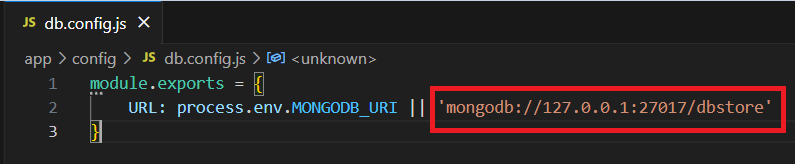 JS db.config.js ×
app > config > JS db.config.js > <unknown>
1 module.exports = {
2 URL: process.env.MONGODB_URI || 'mongodb://127.0.0.1:27017/dbstore'
3 }